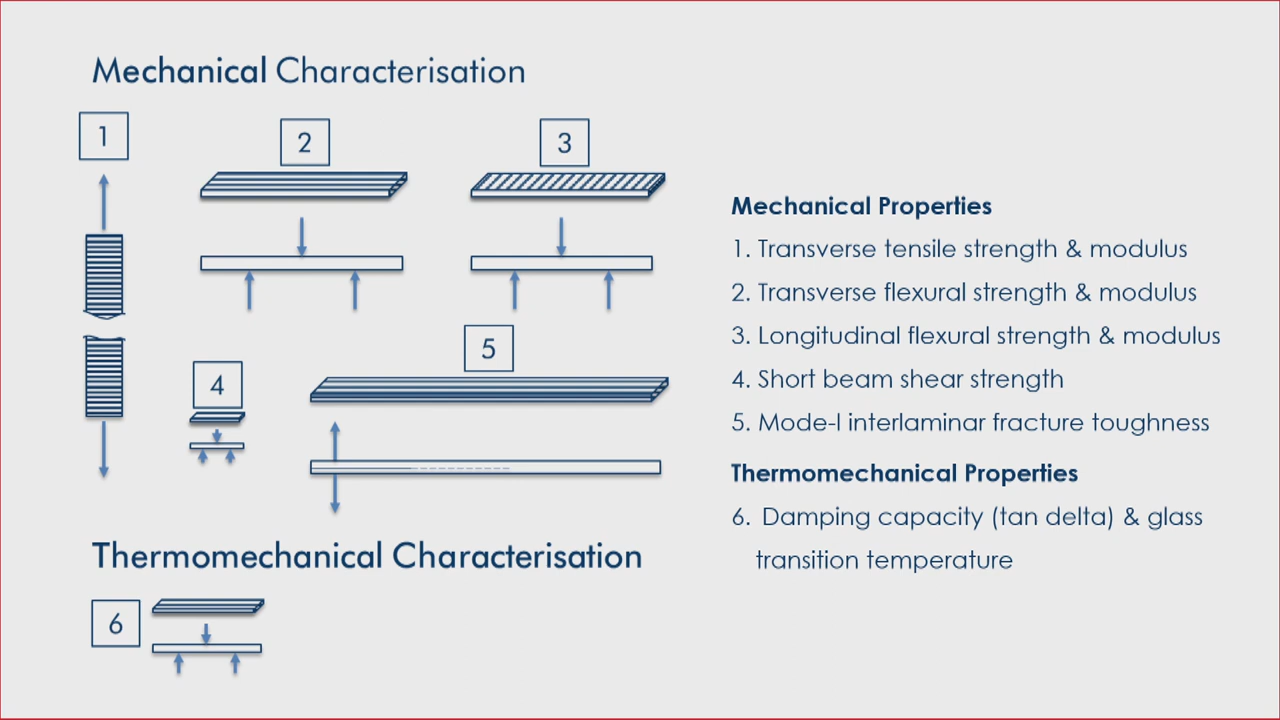 Mechanical Characterisation
1
2
3
4
5
Thermomechanical Characterisation
6
Mechanical Properties
1. Transverse tensile strength & modulus
2. Transverse flexural strength & modulus
3. Longitudinal flexural strength & modulus
4. Short beam shear strength
5. Mode-I interlaminar fracture toughness
Thermomechanical Properties
6. Damping capacity (tan delta) & glass
transition temperature